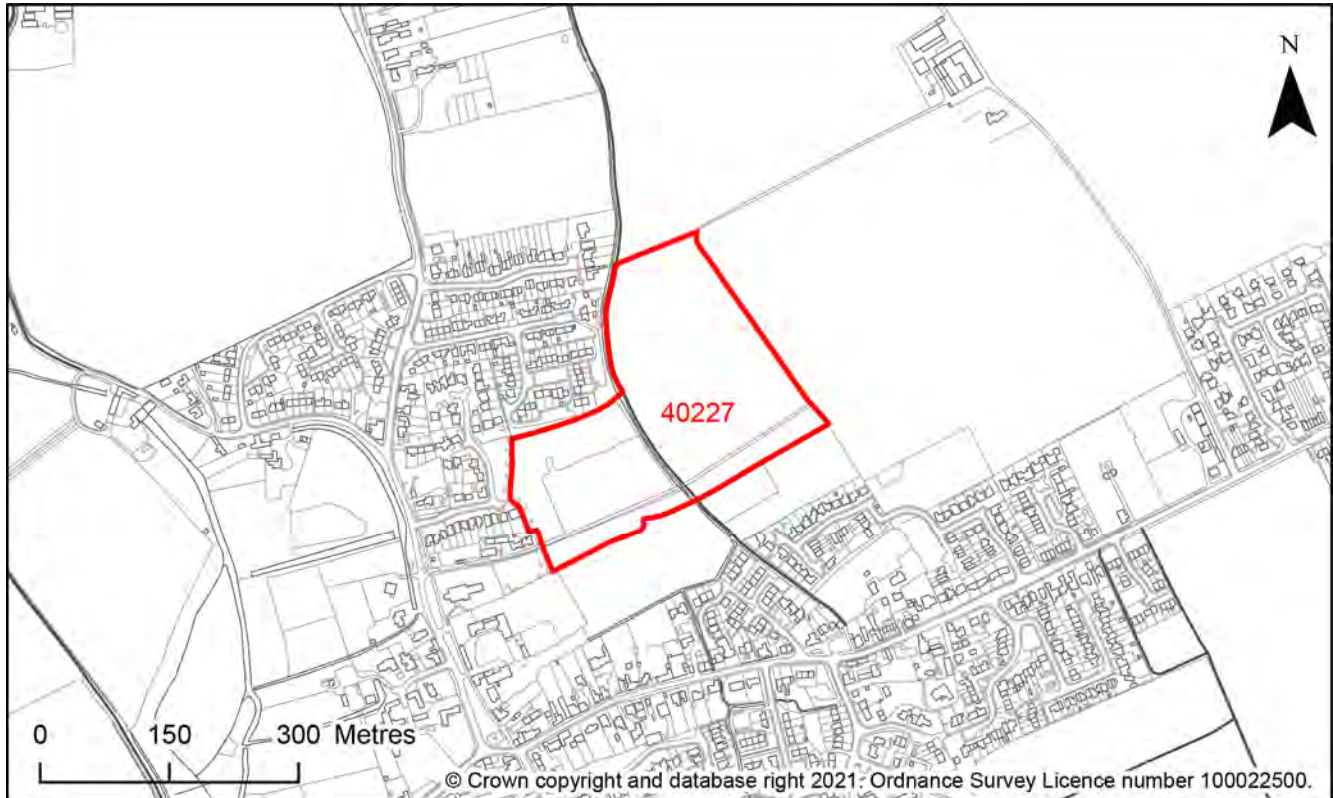 N
40227
0 150 300 Metres
© Crown copyright and database right 2021. Ordnance Survey Licence number 100022500.